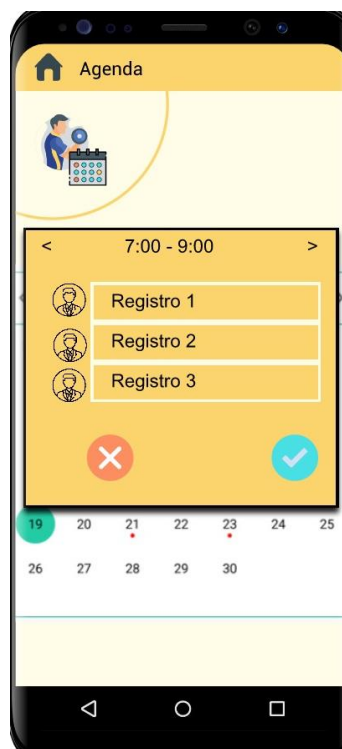 Agenda
< 7:00 - 9:00 >
Registro 1
Registro 2
Registro 3
19 20 21 22 23 24 25
26 27 28 29 30